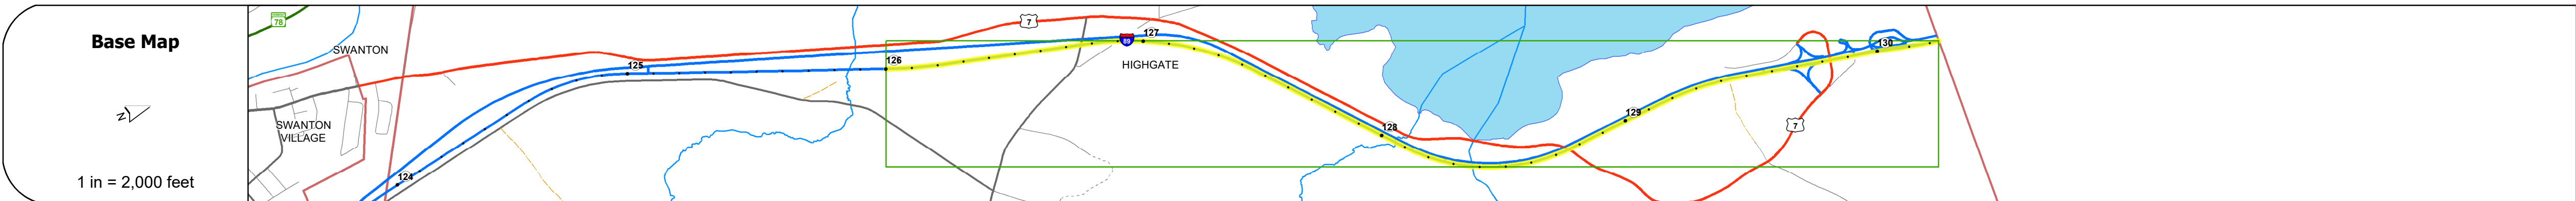 Base Map
N
1 in = 2,000 feet
78
SWANTON
SWANTON
VILLAGE
124
125
126
7
89
127
HIGHGATE
128
129
130
7